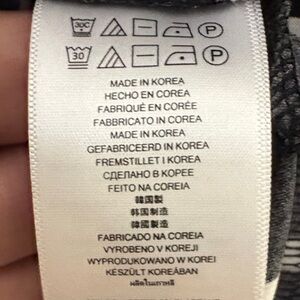 30C P
30 P
MADE IN KOREA
HECHO EN COREA
FABRIQUÉ EN CORÉE
FABBRICATO IN COREA
MADE IN KOREA
GEFABRICEERD IN KOREA
FREMSTILLET I KOREA
СДЕЛАНО В КОРЕЕ
FEITO NA COREIA
韓国製
韩国制造
韓國製造
FABRICADO NA COREIA
VYROBENO V KOREJI
WYPRODUKOWANO W KOREI
KÉSZÜLT KOREÁBAN
ผลิตในเกาหลี